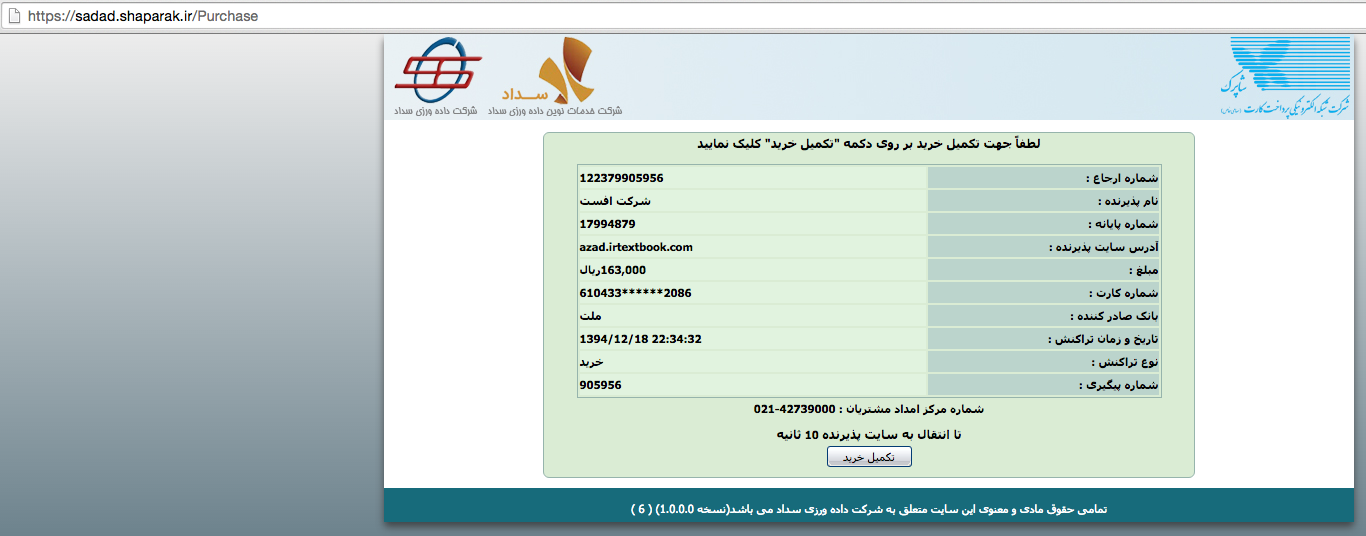 https://sadad.shaparak.ir/Purchase
شاپرک
شرکت شبکه الکترونیکی پرداخت کارت
سداد
شرکت خدمات نوین داده ورزی سداد
شرکت داده ورزی سداد
لطفاً جهت تکمیل خرید بر روی دکمه "تکمیل خرید" کلیک نمایید
شماره ارجاع : 122379905956
نام پذیرنده : شرکت افست
شماره پایانه : 17994879
آدرس سایت پذیرنده : azad.irtextbook.com
مبلغ : 163,000ریال
شماره کارت : 610433******2086
بانک صادر کننده : ملت
تاریخ و زمان تراکنش : 1394/12/18 22:34:32
نوع تراکنش : خرید
شماره پیگیری : 905956
شماره مرکز امداد مشتریان : 42739000-021
تا انتقال به سایت پذیرنده 10 ثانیه
تکمیل خرید
تمامی حقوق مادی و معنوی این سایت متعلق به شرکت داده ورزی سداد می باشد(نسخه 1.0.0.0) ( 6 )